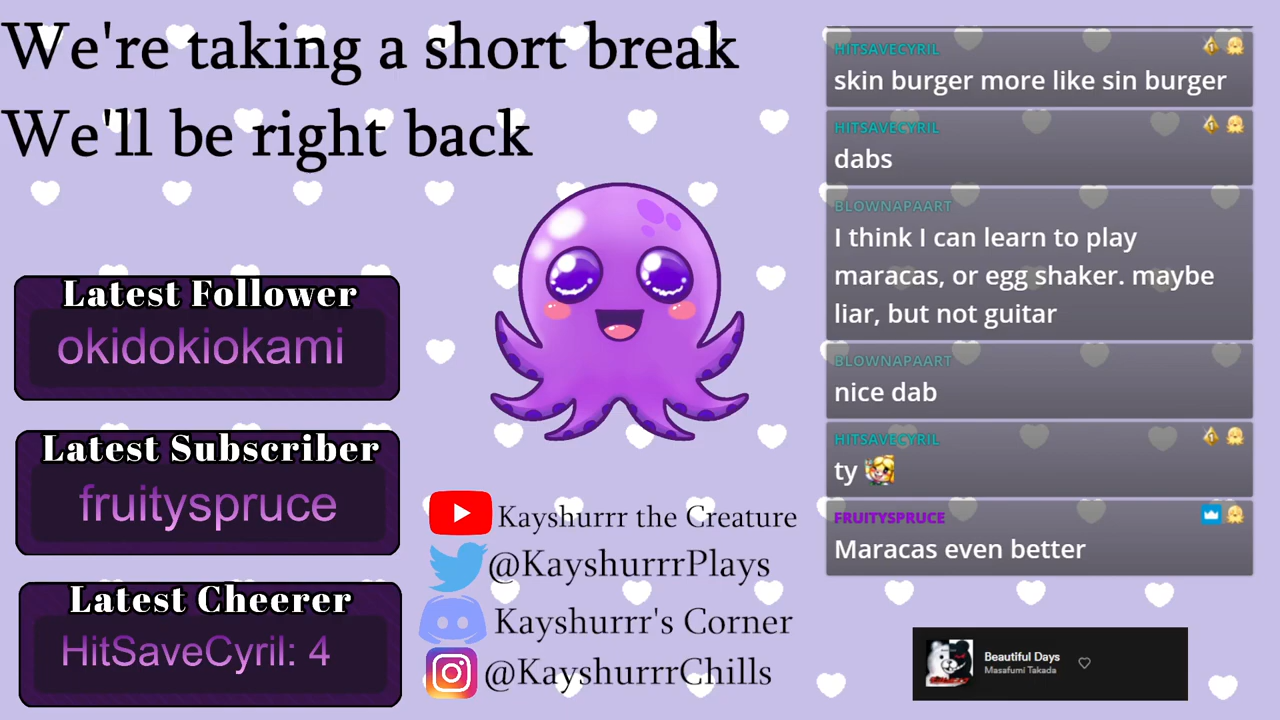 We're taking a short break
We'll be right back
Latest Follower
okidokiokami
Latest Subscriber
fruityspruce
Latest Cheerer
HitSaveCyril: 4
Kayshurrr the Creature
@KayshurrrPlays
Kayshurrr's Corner
@KayshurrrChills
HITSAVECYRIL
skin burger more like sin burger
HITSAVECYRIL
dabs
BLOWNAPAART
I think I can learn to play
maracas, or egg shaker. maybe
liar, but not guitar
BLOWNAPAART
nice dab
HITSAVECYRIL
ty
FRUITYSPRUCE
Maracas even better
Beautiful Days
Masafumi Takada